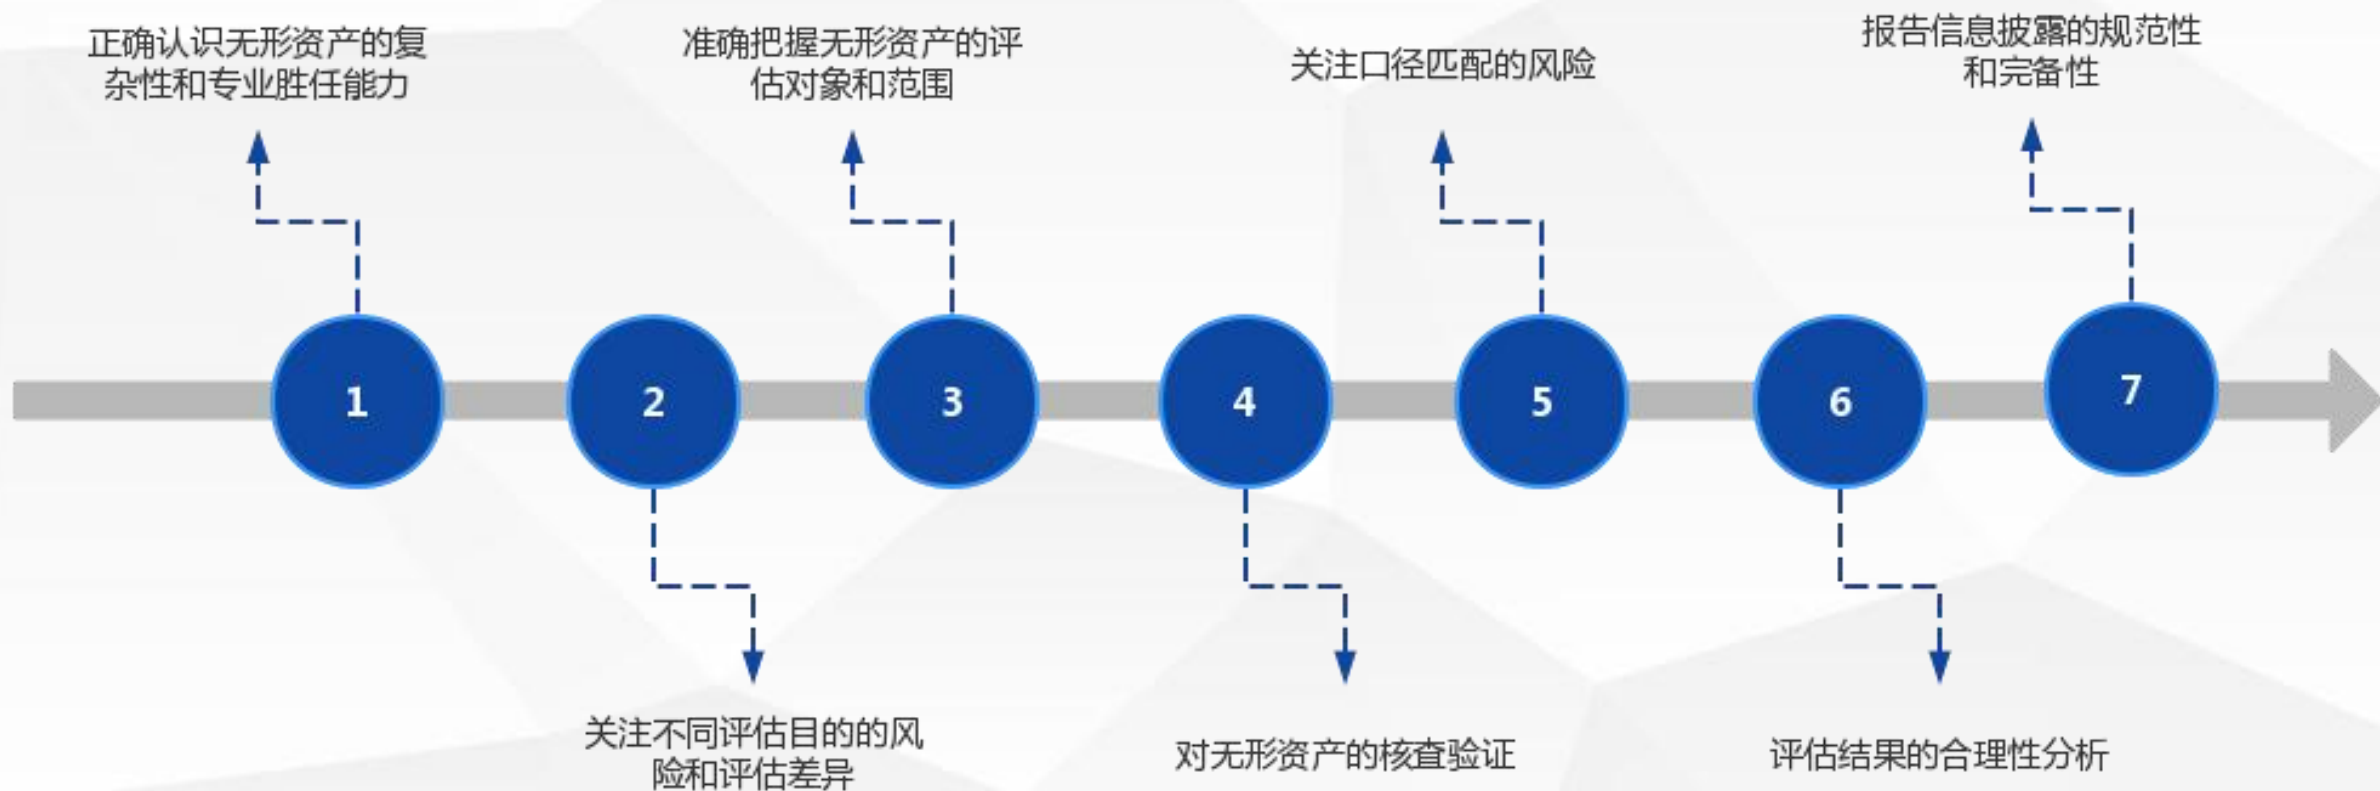 正确认识无形资产的复
杂性和专业胜任能力
准确把握无形资产的评
估对象和范围
关注口径匹配的风险
报告信息披露的规范性
和完备性
1
2
3
4
5
6
7
关注不同评估目的的风
险和评估差异
对无形资产的核查验证
评估结果的合理性分析